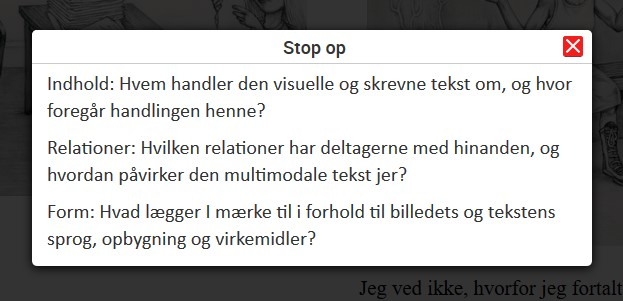 Stop op
Indhold: Hvem handler den visuelle og skrevne tekst om, og hvor
foregår handlingen henne?
Relationer: Hvilken relationer har deltagerne med hinanden, og
hvordan påvirker den multimodale tekst jer?
Form: Hvad lægger I mærke til i forhold til billedets og tekstens
sprog, opbygning og virkemidler?
Jeg ved ikke, hvorfor jeg fortalt